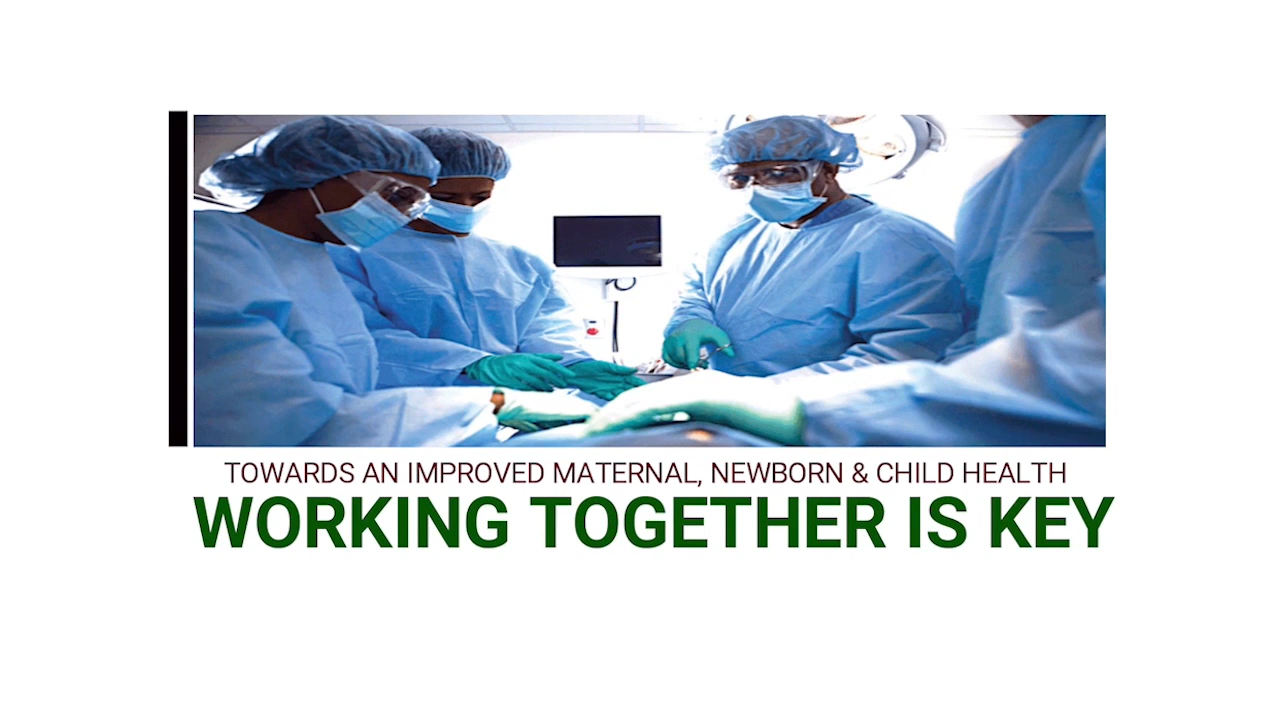 TOWARDS AN IMPROVED MATERNAL, NEWBORN & CHILD HEALTH
WORKING TOGETHER IS KEY